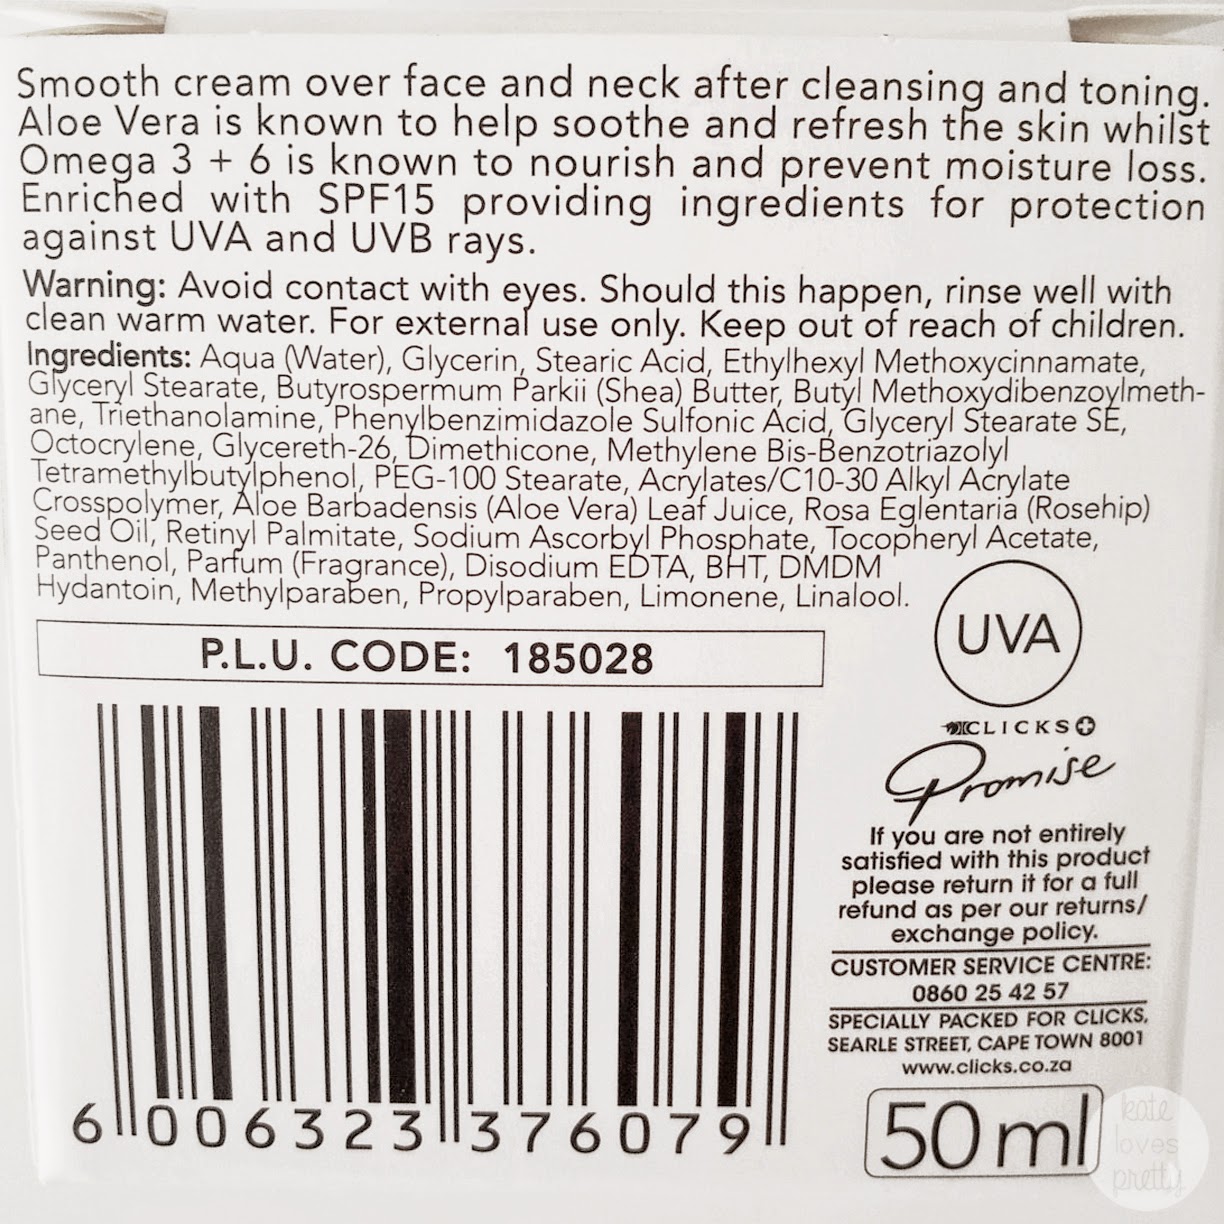 Smooth cream over face and neck after cleansing and toning.
Aloe Vera is known to help soothe and refresh the skin whilst
Omega 3 + 6 is known to nourish and prevent moisture loss.
Enriched with SPF15 providing ingredients for protection
against UVA and UVB rays.
Warning: Avoid contact with eyes. Should this happen, rinse well with
clean warm water. For external use only. Keep out of reach of children.
Ingredients: Aqua (Water), Glycerin, Stearic Acid, Ethylhexyl Methoxycinnamate,
Glyceryl Stearate, Butyrospermum Parkii (Shea) Butter, Butyl Methoxydibenzoylmeth-
ane, Triethanolamine, Phenylbenzimidazole Sulfonic Acid, Glyceryl Stearate SE,
Octocrylene, Glycereth-26, Dimethicone, Methylene Bis-Benzotriazolyl
Tetramethylbutylphenol, PEG-100 Stearate, Acrylates/C10-30 Alkyl Acrylate
Crosspolymer, Aloe Barbadensis (Aloe Vera) Leaf Juice, Rosa Eglentaria (Rosehip)
Seed Oil, Retinyl Palmitate, Sodium Ascorbyl Phosphate, Tocopheryl Acetate,
Panthenol, Parfum (Fragrance), Disodium EDTA, BHT, DMDM
Hydantoin, Methylparaben, Propylparaben, Limonene, Linalool.
UVA
P.L.U. CODE: 185028
CLICKS
Promise
If you are not entirely
satisfied with this product
please return it for a full
refund as per our returns/
exchange policy.
CUSTOMER SERVICE CENTRE:
0860 25 42 57
SPECIALLY PACKED FOR CLICKS,
SEARLE STREET, CAPE TOWN 8001
www.clicks.co.za
6 006323 376079
50ml
kate
loves
pretty